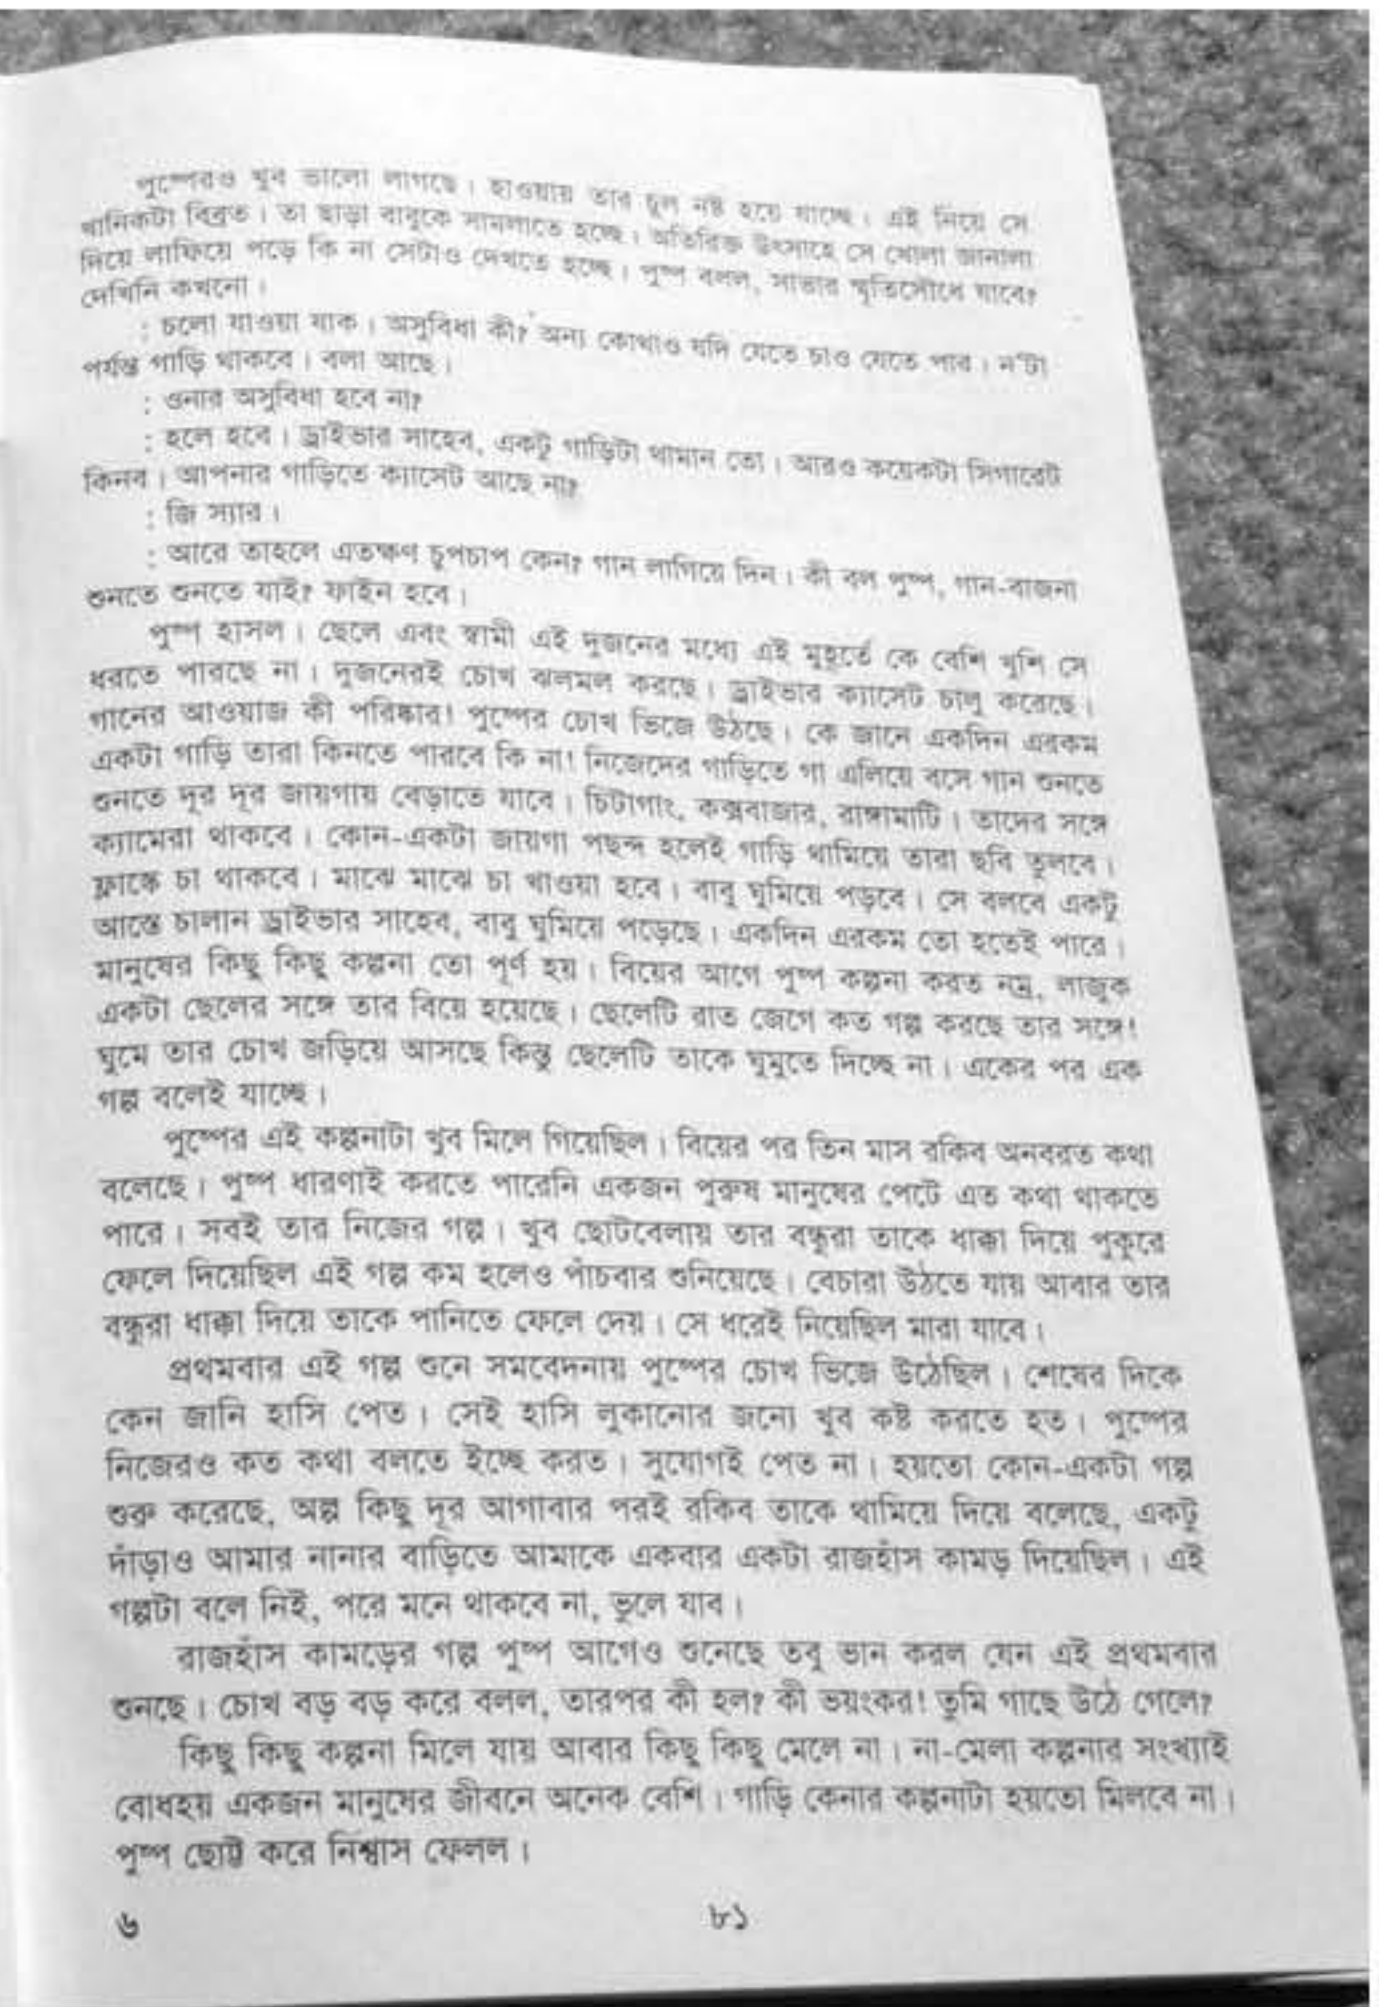 পুষ্পেরও খুব ভালো লাগছে। হাওয়ায় তার চুল নষ্ট হয়ে যাচ্ছে। এই নিয়ে সে
খানিকটা বিব্রত। তা ছাড়া বাবুকে সামলাতে হচ্ছে। অতিরিক্ত উৎসাহে সে খোলা জানালা
দিয়ে লাফিয়ে পড়ে কি না সেটাও দেখতে হচ্ছে। পুষ্প বলল, সাভার স্মৃতিসৌধে যাবে?
দেখিনি কখনো।
: চলো যাওয়া যাক। অসুবিধা কী? অন্য কোথাও যদি যেতে চাও যেতে পার। ন'টা
পর্যন্ত গাড়ি থাকবে। বলা আছে।
: ওনার অসুবিধা হবে না?
: হলে হবে। ড্রাইভার সাহেব, একটু গাড়িটা থামান তো। আরও কয়েকটা সিগারেট
কিনব। আপনার গাড়িতে ক্যাসেট আছে না?
: জি স্যার।
: আরে তাহলে এতক্ষণ চুপচাপ কেন? গান লাগিয়ে দিন। কী বল পুষ্প, গান-বাজনা
শুনতে শুনতে যাই? ফাইন হবে।
পুষ্প হাসল। ছেলে এবং স্বামী এই দুজনের মধ্যে এই মুহূর্তে কে বেশি খুশি সে
ধরতে পারছে না। দুজনেরই চোখ ঝলমল করছে। ড্রাইভার ক্যাসেট চালু করেছে।
গানের আওয়াজ কী পরিষ্কার! পুষ্পের চোখ ভিজে উঠছে। কে জানে একদিন এরকম
একটা গাড়ি তারা কিনতে পারবে কি না! নিজেদের গাড়িতে গা এলিয়ে বসে গান শুনতে
শুনতে দূর দূর জায়গায় বেড়াতে যাবে। চিটাগাং, কক্সবাজার, রাঙ্গামাটি। তাদের সঙ্গে
ক্যামেরা থাকবে। কোন-একটা জায়গা পছন্দ হলেই গাড়ি থামিয়ে তারা ছবি তুলবে।
ফ্লাস্কে চা থাকবে। মাঝে মাঝে চা খাওয়া হবে। বাবু ঘুমিয়ে পড়বে। সে বলবে একটু
আস্তে চালান ড্রাইভার সাহেব, বাবু ঘুমিয়ে পড়েছে। একদিন এরকম তো হতেই পারে।
মানুষের কিছু কিছু কল্পনা তো পূর্ণ হয়। বিয়ের আগে পুষ্প কল্পনা করত নম্র, লাজুক
একটা ছেলের সঙ্গে তার বিয়ে হয়েছে। ছেলেটি রাত জেগে কত গল্প করছে তার সঙ্গে!
ঘুমে তার চোখ জড়িয়ে আসছে কিন্তু ছেলেটি তাকে ঘুমুতে দিচ্ছে না। একের পর এক
গল্প বলেই যাচ্ছে।
পুষ্পের এই কল্পনাটা খুব মিলে গিয়েছিল। বিয়ের পর তিন মাস রকিব অনবরত কথা
বলেছে। পুষ্প ধারণাই করতে পারেনি একজন পুরুষ মানুষের পেটে এত কথা থাকতে
পারে। সবই তার নিজের গল্প। খুব ছোটবেলায় তার বন্ধুরা তাকে ধাক্কা দিয়ে পুকুরে
ফেলে দিয়েছিল এই গল্প কম হলেও পাঁচবার শুনিয়েছে। বেচারা উঠতে যায় আবার তার
বন্ধুরা ধাক্কা দিয়ে তাকে পানিতে ফেলে দেয়। সে ধরেই নিয়েছিল মারা যাবে।
প্রথমবার এই গল্প শুনে সমবেদনায় পুষ্পের চোখ ভিজে উঠেছিল। শেষের দিকে
কেন জানি হাসি পেত। সেই হাসি লুকানোর জন্যে খুব কষ্ট করতে হত। পুষ্পের
নিজেরও কত কথা বলতে ইচ্ছে করত। সুযোগই পেত না। হয়তো কোন-একটা গল্প
শুরু করেছে, অল্প কিছু দূর আগাবার পরই রকিব তাকে থামিয়ে দিয়ে বলেছে, একটু
দাঁড়াও আমার নানার বাড়িতে আমাকে একবার একটা রাজহাঁস কামড় দিয়েছিল। এই
গল্পটা বলে নিই, পরে মনে থাকবে না, ভুলে যাব।
রাজহাঁস কামড়ের গল্প পুষ্প আগেও শুনেছে তবু ভান করল যেন এই প্রথমবার
শুনছে। চোখ বড় বড় করে বলল, তারপর কী হল? কী ভয়ংকর! তুমি গাছে উঠে গেলে?
কিছু কিছু কল্পনা মিলে যায় আবার কিছু কিছু মেলে না। না-মেলা কল্পনার সংখ্যাই
বোধহয় একজন মানুষের জীবনে অনেক বেশি। গাড়ি কেনার কল্পনাটা হয়তো মিলবে না।
পুষ্প ছোট্ট করে নিশ্বাস ফেলল।
৬
৮১